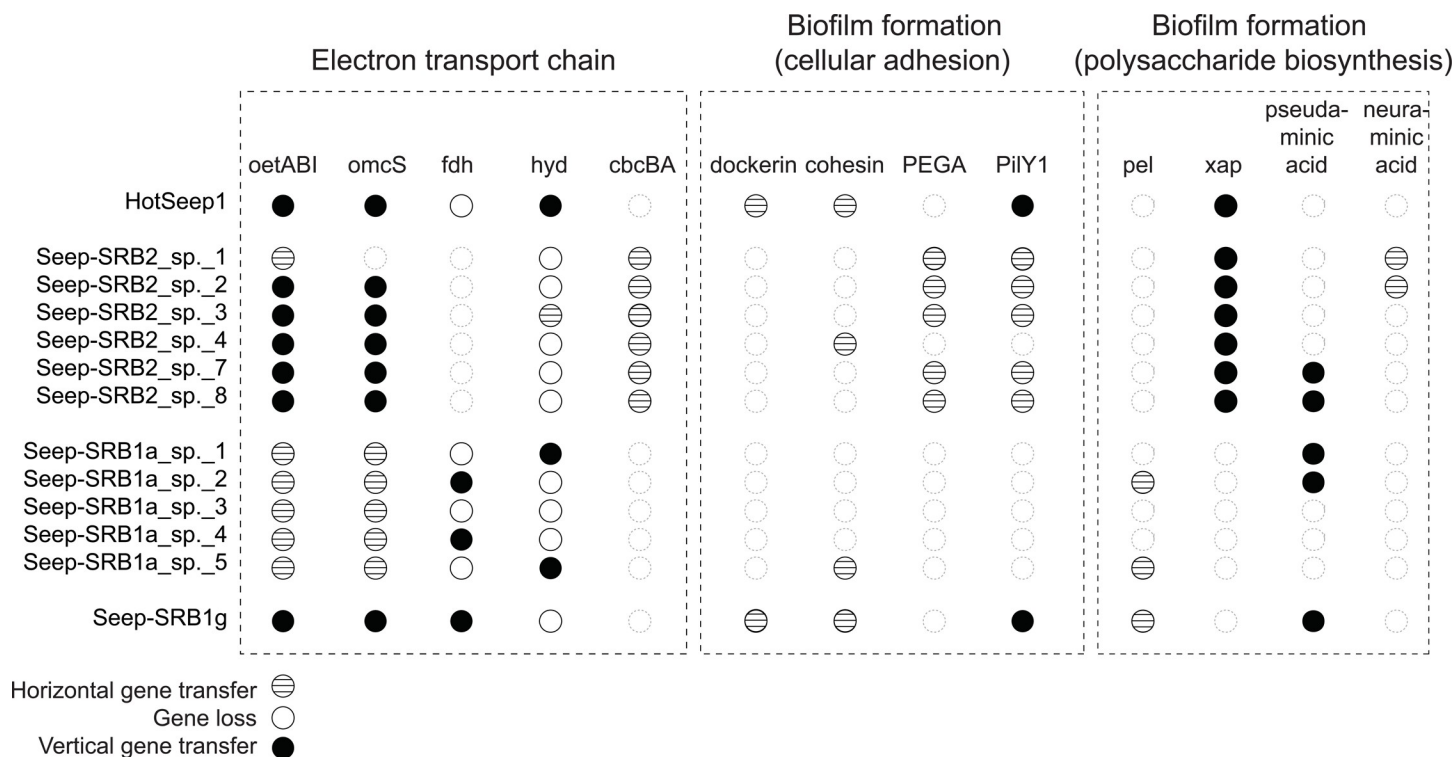 Electron transport chain
Biofilm formation
(cellular adhesion)
Biofilm formation
(polysaccharide biosynthesis)
oetABI omcS fdh hyd cbcBA
dockerin cohesin PEGA PilY1
pel xap
pseuda-
minic
acid
neura-
minic
acid
HotSeep1
Seep-SRB2_sp._1
Seep-SRB2_sp._2
Seep-SRB2_sp._3
Seep-SRB2_sp._4
Seep-SRB2_sp._7
Seep-SRB2_sp._8
Seep-SRB1a_sp._1
Seep-SRB1a_sp._2
Seep-SRB1a_sp._3
Seep-SRB1a_sp._4
Seep-SRB1a_sp._5
Seep-SRB1g
Horizontal gene transfer
Gene loss
Vertical gene transfer